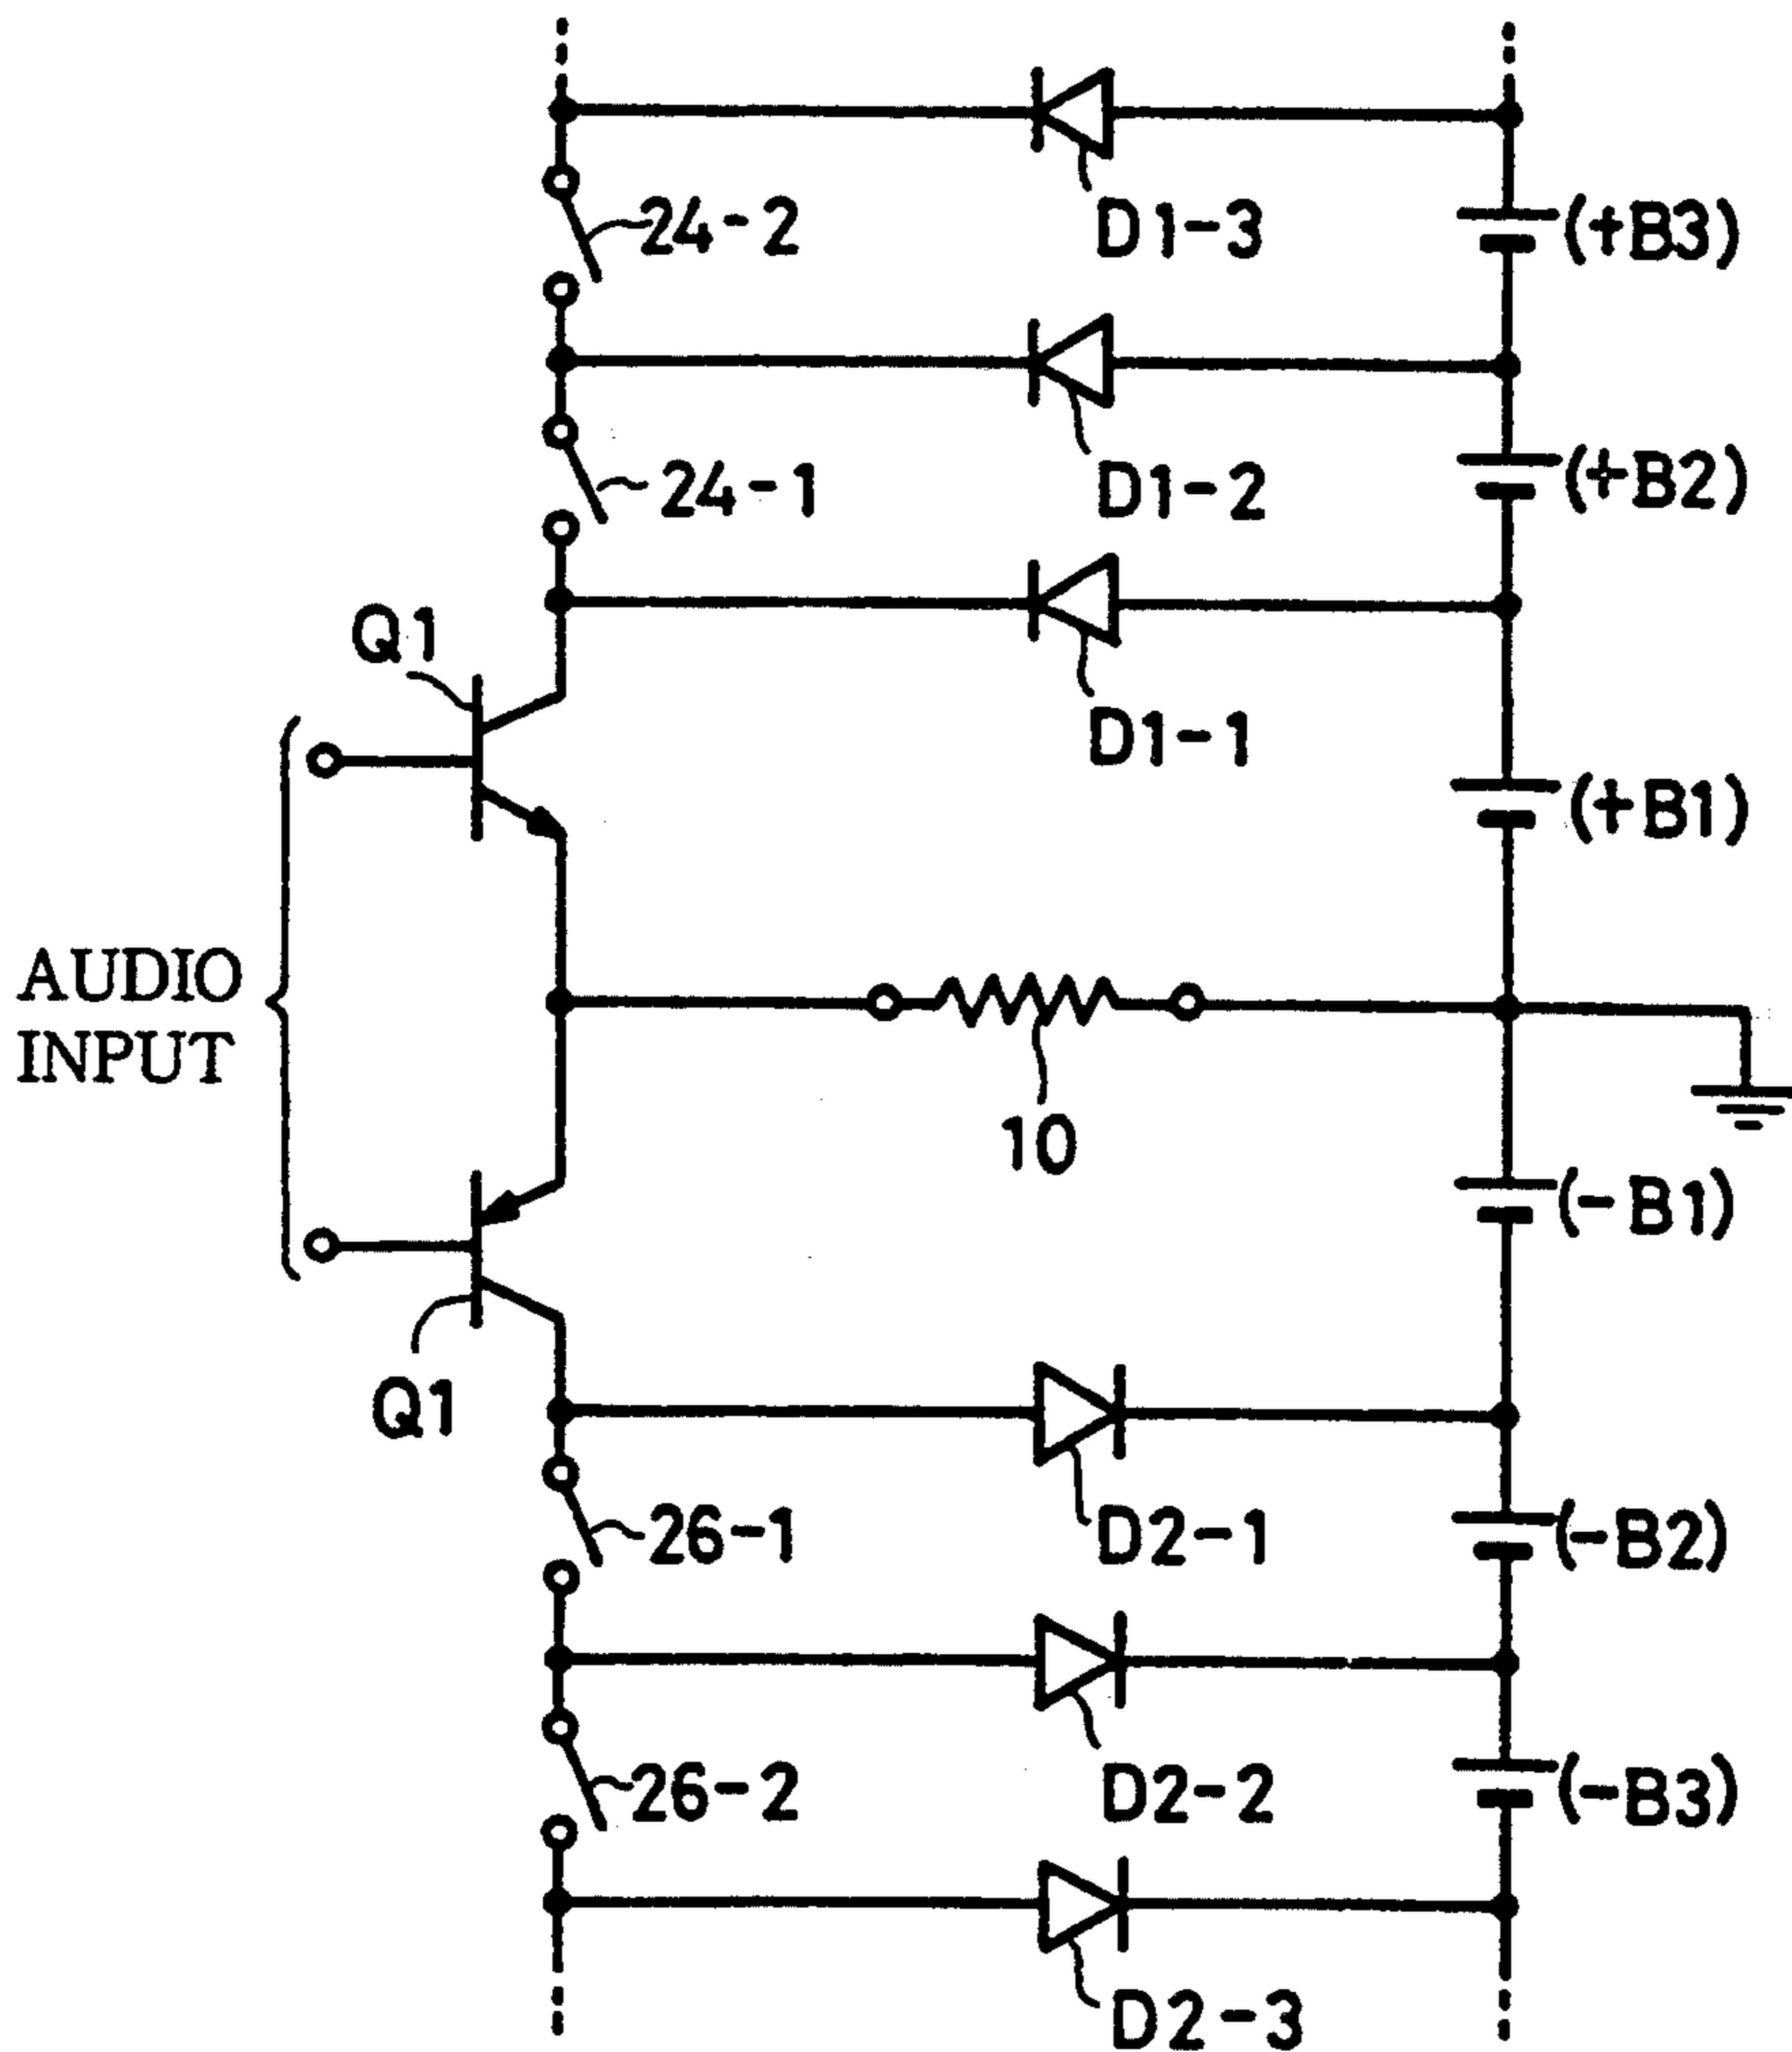 24-2
D1-3
(+B3)
24-1
D1-2
(+B2)
Q1
D1-1
(+B1)
AUDIO
INPUT
10
(-B1)
Q1
26-1
D2-1
(-B2)
26-2
D2-2
(-B3)
D2-3